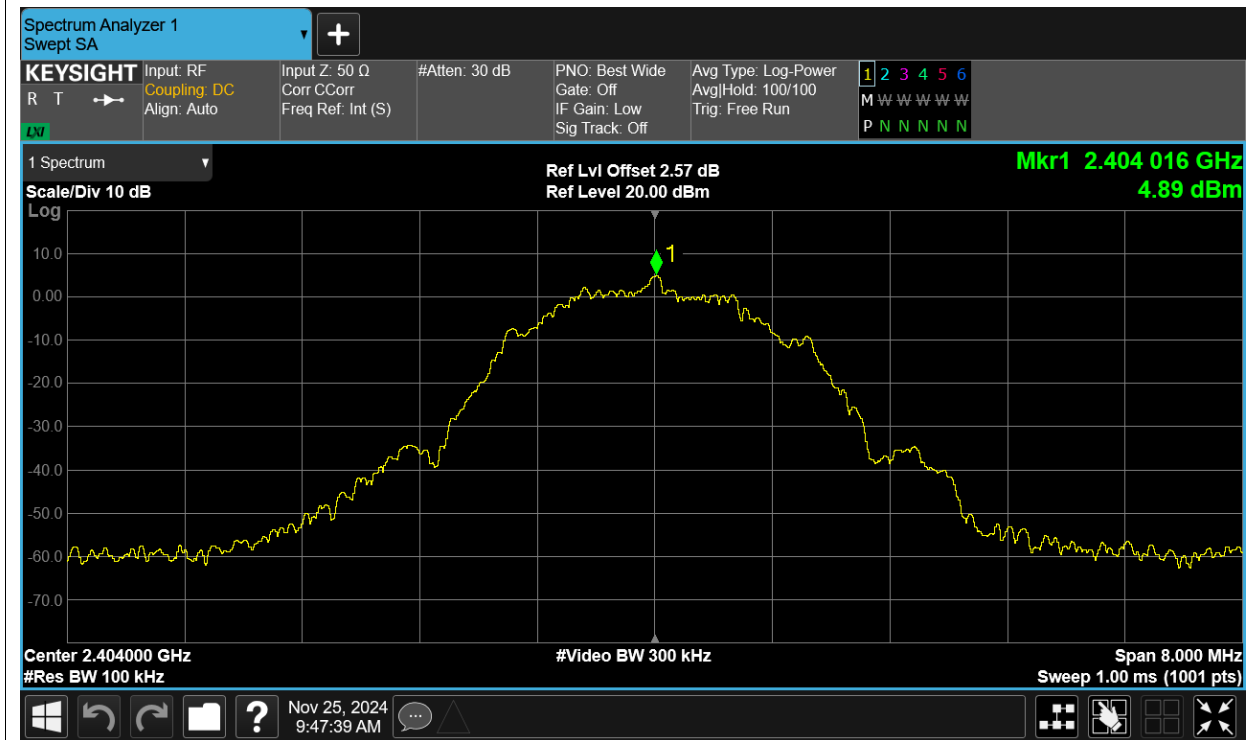 Spectrum Analyzer 1
Swept SA
KEYSIGHT
R T
LXI
Input: RF
Coupling: DC
Align: Auto
Input Z: 50 Ω
Corr CCorr
Freq Ref: Int (S)
#Atten: 30 dB
PNO: Best Wide
Gate: Off
IF Gain: Low
Sig Track: Off
Avg Type: Log-Power
Avg|Hold: 100/100
Trig: Free Run
1 2 3 4 5 6
M W W W W W
P N N N N N
1 Spectrum
Scale/Div 10 dB
Log
Ref Lvl Offset 2.57 dB
Ref Level 20.00 dBm
Mkr1 2.404 016 GHz
4.89 dBm
1
10.0
0.00
-10.0
-20.0
-30.0
-40.0
-50.0
-60.0
-70.0
Center 2.404000 GHz
#Res BW 100 kHz
#Video BW 300 kHz
Span 8.000 MHz
Sweep 1.00 ms (1001 pts)
?
Nov 25, 2024
9:47:39 AM